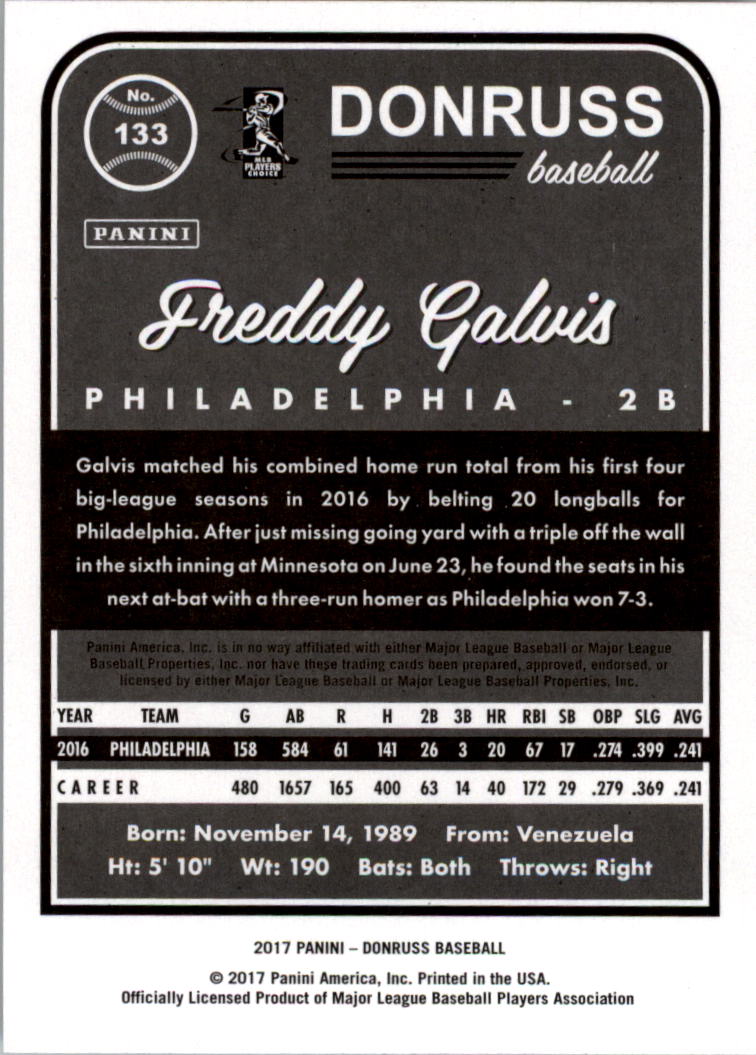 No.
133
MLB
PLAYERS
CHOICE
DONRUSS
baseball
PANINI
Freddy Galvis
PHILADELPHIA - 2B
Galvis matched his combined home run total from his first four
big-league seasons in 2016 by belting 20 longballs for
Philadelphia. After just missing going yard with a triple off the wall
in the sixth inning at Minnesota on June 23, he found the seats in his
next at-bat with a three-run homer as Philadelphia won 7-3.
Panini America, Inc. is in no way affiliated with either Major League Baseball or Major League
Baseball Properties, Inc. nor have these trading cards been prepared, approved, endorsed, or
licensed by either Major League Baseball or Major League Baseball Properties, Inc.
YEAR TEAM G AB R H 2B 3B HR RBI SB OBP SLG AVG
2016 PHILADELPHIA 158 584 61 141 26 3 20 67 17 .274 .399 .241
CAREER 480 1657 165 400 63 14 40 172 29 .279 .369 .241
Born: November 14, 1989 From: Venezuela
Ht: 5' 10" Wt: 190 Bats: Both Throws: Right
2017 PANINI – DONRUSS BASEBALL
© 2017 Panini America, Inc. Printed in the USA.
Officially Licensed Product of Major League Baseball Players Association